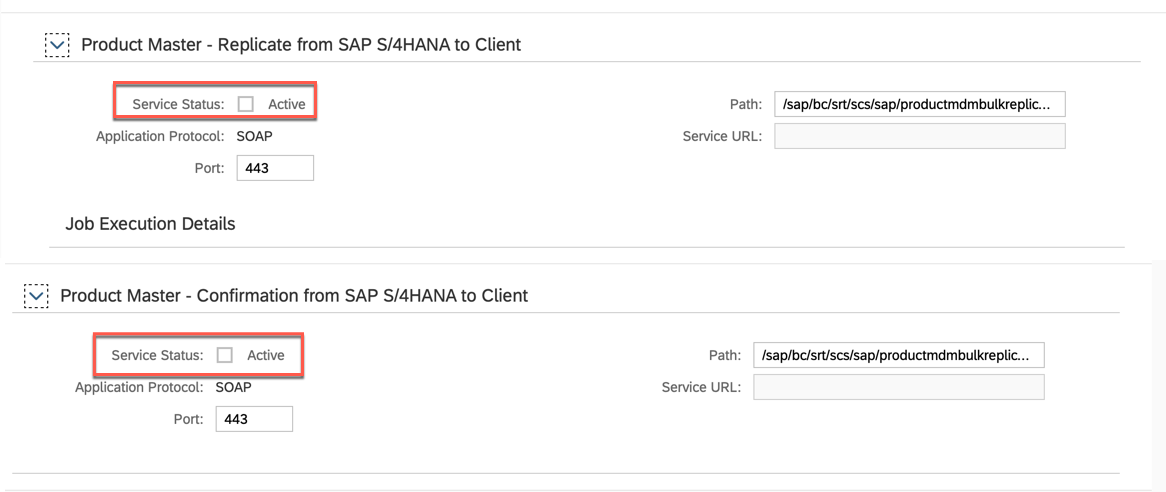 Product Master - Replicate from SAP S/4HANA to Client
Service Status: Active Path: /sap/bc/srt/scs/sap/productmdmbulkreplic...
Application Protocol: SOAP Service URL:
Port: 443
Job Execution Details
Product Master - Confirmation from SAP S/4HANA to Client
Service Status: Active Path: /sap/bc/srt/scs/sap/productmdmbulkreplic...
Application Protocol: SOAP Service URL:
Port: 443